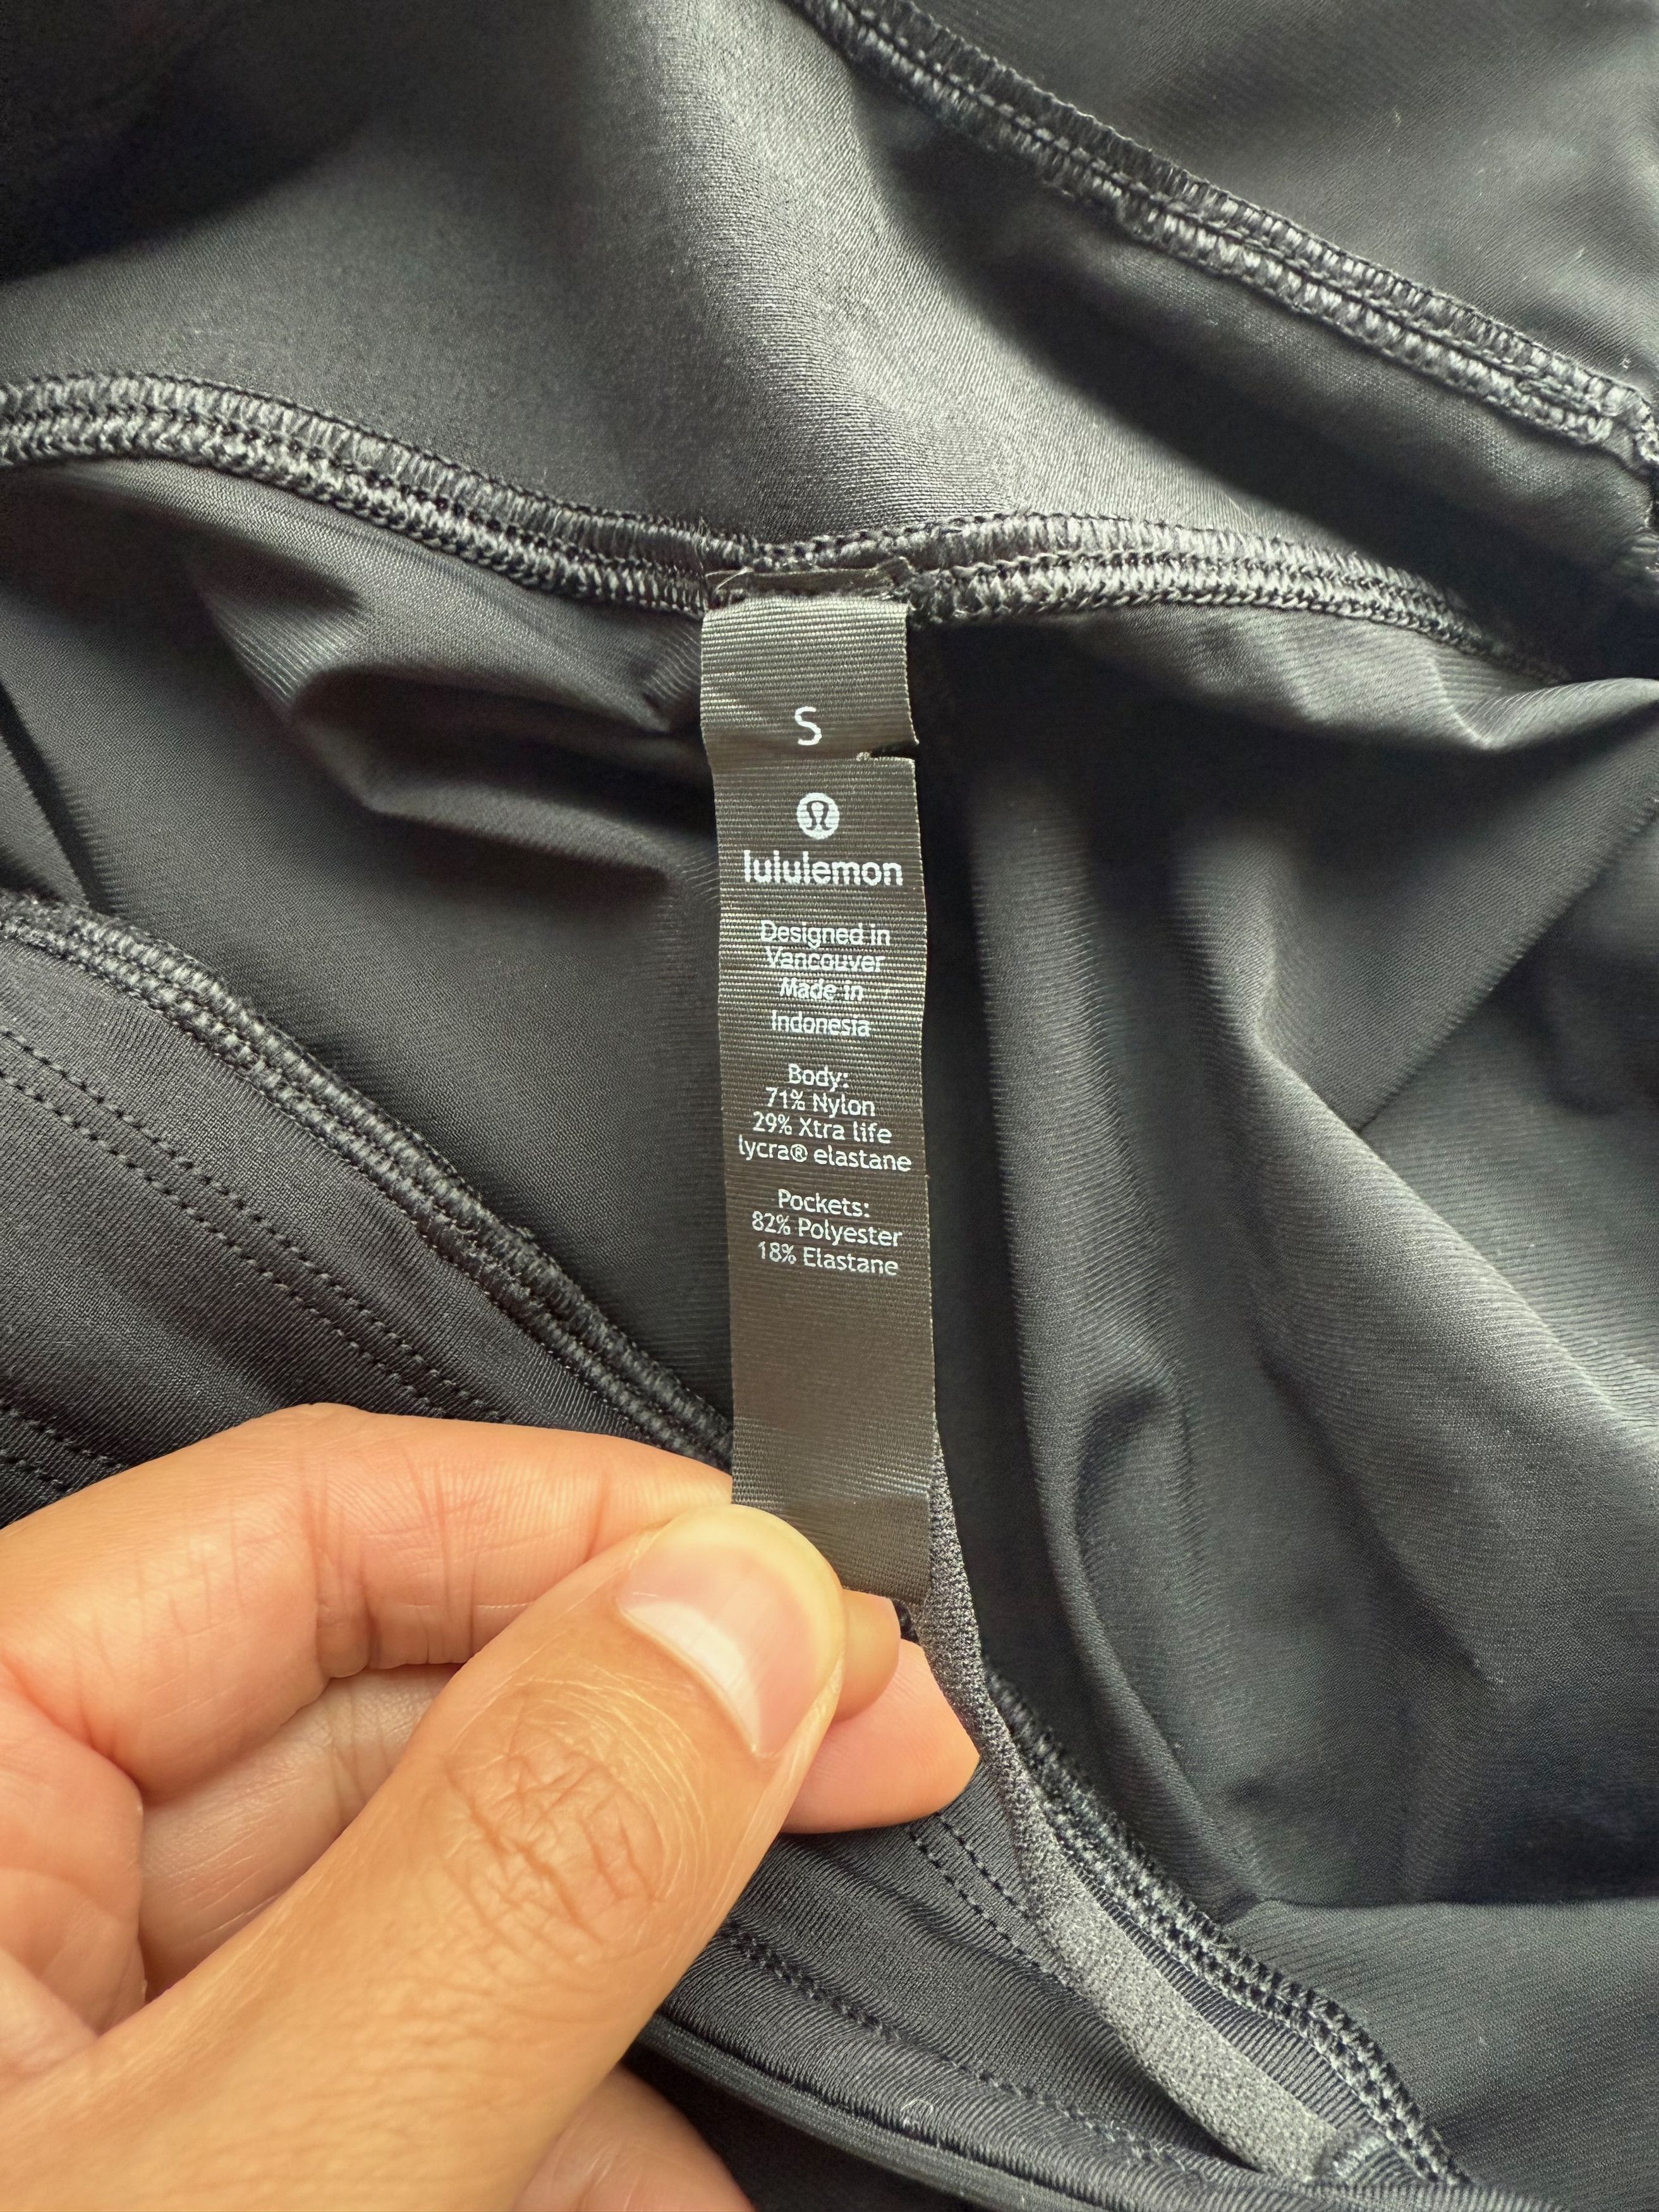 S
lululemon
Designed in
Vancouver
Made in
Indonesia
Body:
71% Nylon
29% Xtra life
lycra® elastane
Pockets:
82% Polyester
18% Elastane